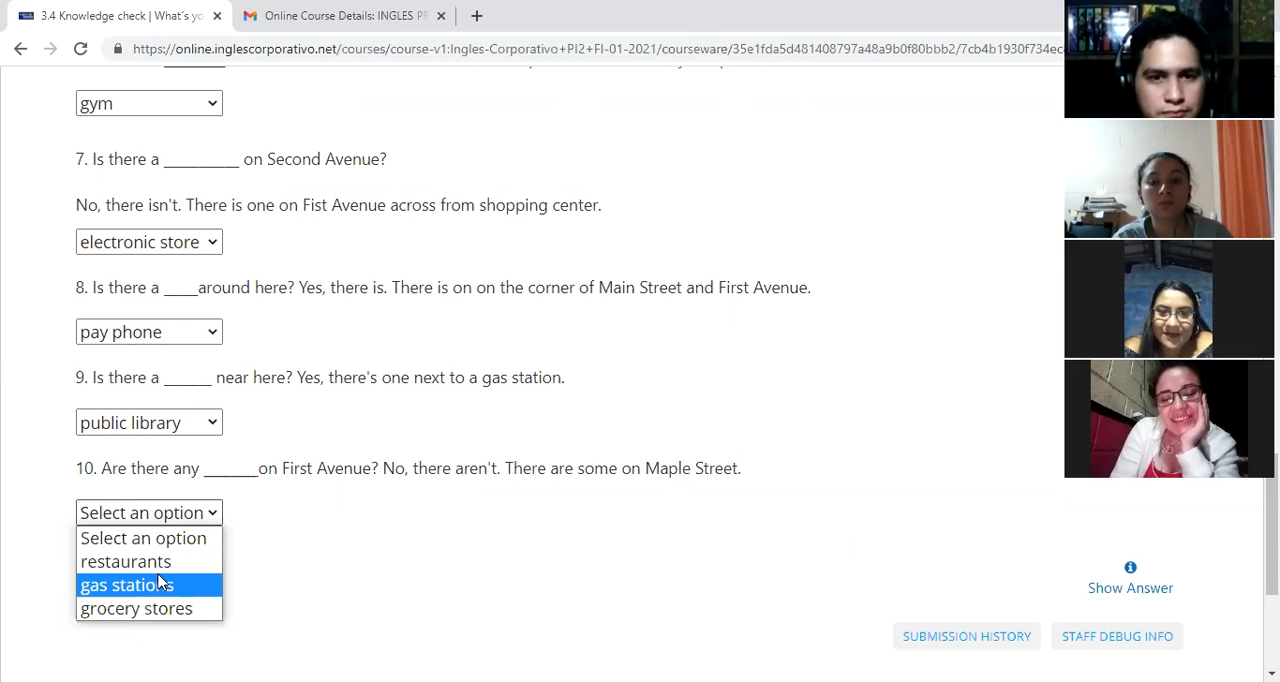 3.4 Knowledge check | What´s yo
Online Course Details: INGLES PR
https://online.inglescorporativo.net/courses/course-v1:Ingles-Corporativo+PI2+FI-01-2021/courseware/35e1fda5d481408797a48a9b0f80bbb2/7cb4b1930f734ec
gym
7. Is there a __________ on Second Avenue?
No, there isn't. There is one on Fist Avenue across from shopping center.
electronic store
8. Is there a ____around here? Yes, there is. There is on on the corner of Main Street and First Avenue.
pay phone
9. Is there a ______ near here? Yes, there's one next to a gas station.
public library
10. Are there any _______on First Avenue? No, there aren't. There are some on Maple Street.
Select an option
Select an option
restaurants
gas stations
grocery stores
Show Answer
SUBMISSION HISTORY
STAFF DEBUG INFO